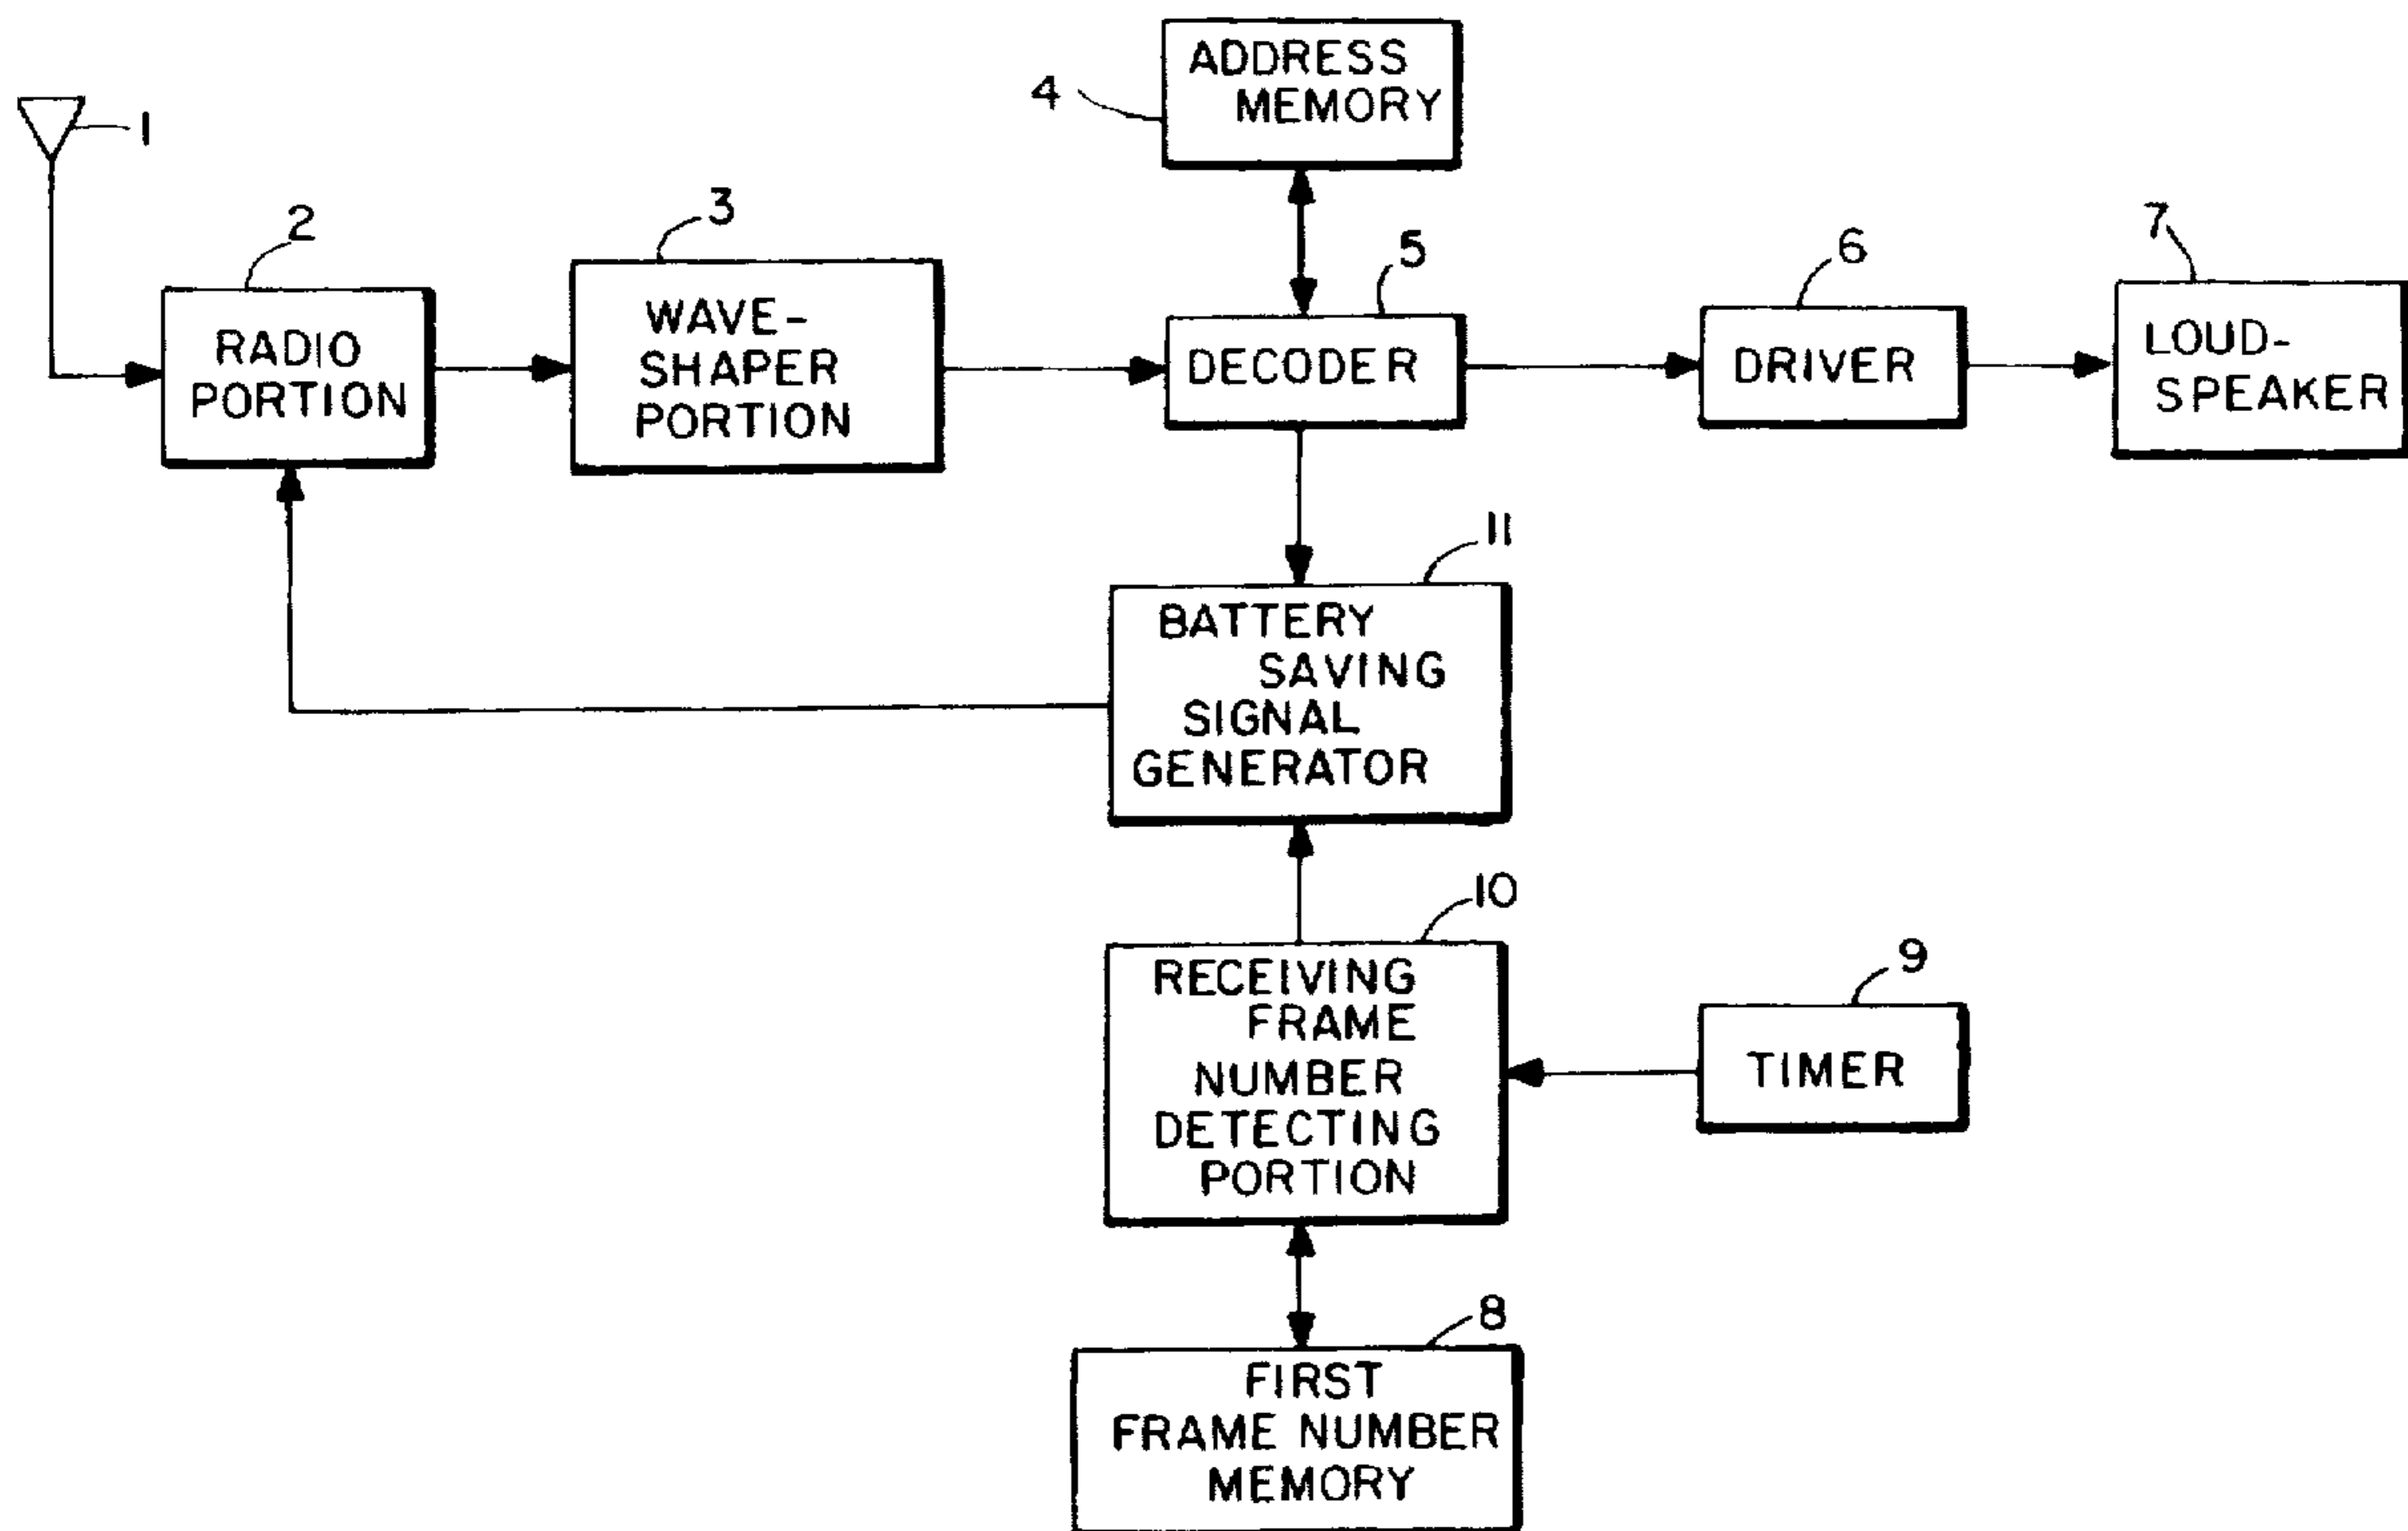 1
2
RADIO
PORTION
3
WAVE-
SHAPER
PORTION
4
ADDRESS
MEMORY
5
DECODER
6
DRIVER
7
LOUD-
SPEAKER
11
BATTERY
SAVING
SIGNAL
GENERATOR
10
RECEIVING
FRAME
NUMBER
DETECTING
PORTION
9
TIMER
8
FIRST
FRAME NUMBER
MEMORY